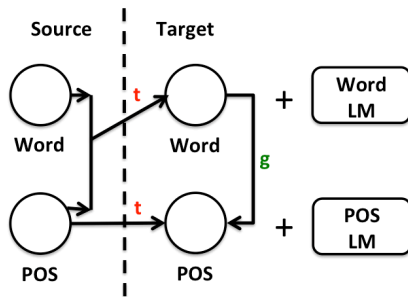 Source Target
t
Word Word + Word
LM
g
t
POS POS + POS
LM